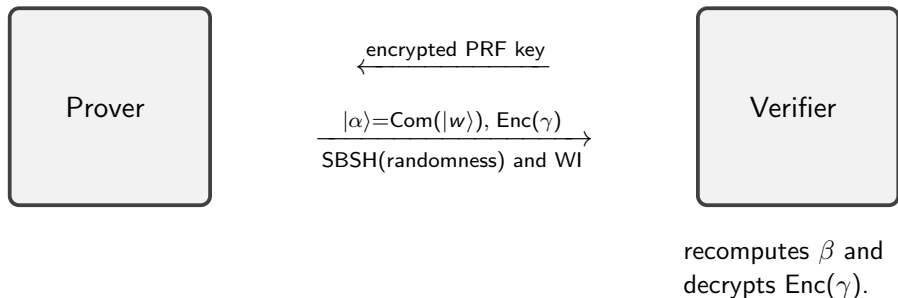 Prover
encrypted PRF key
|α⟩=Com(|w⟩), Enc(γ)
SBSH(randomness) and WI
Verifier
recomputes β and
decrypts Enc(γ).